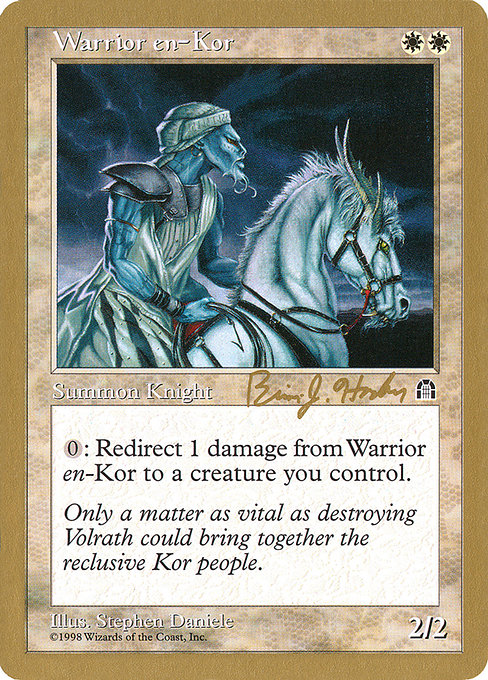 Warrior en-Kor
Summon Knight
Brian J. Hacker
0: Redirect 1 damage from Warrior
en-Kor to a creature you control.
Only a matter as vital as destroying
Volrath could bring together the
reclusive Kor people.
Illus. Stephen Daniele
©1998 Wizards of the Coast, Inc.
2/2